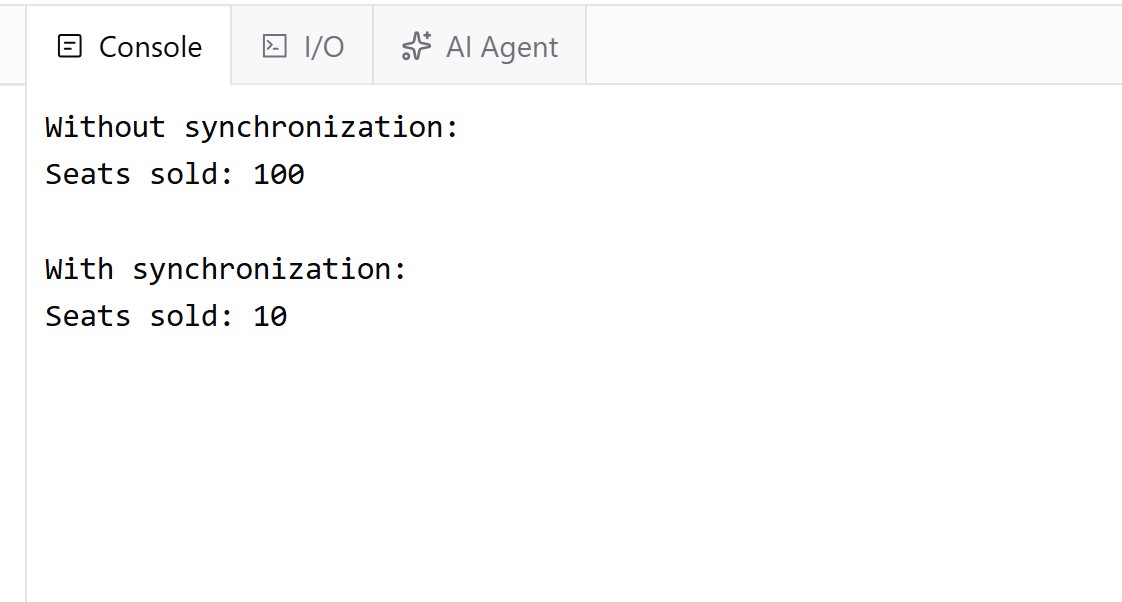 Console I/O AI Agent
Without synchronization:
Seats sold: 100
With synchronization:
Seats sold: 10